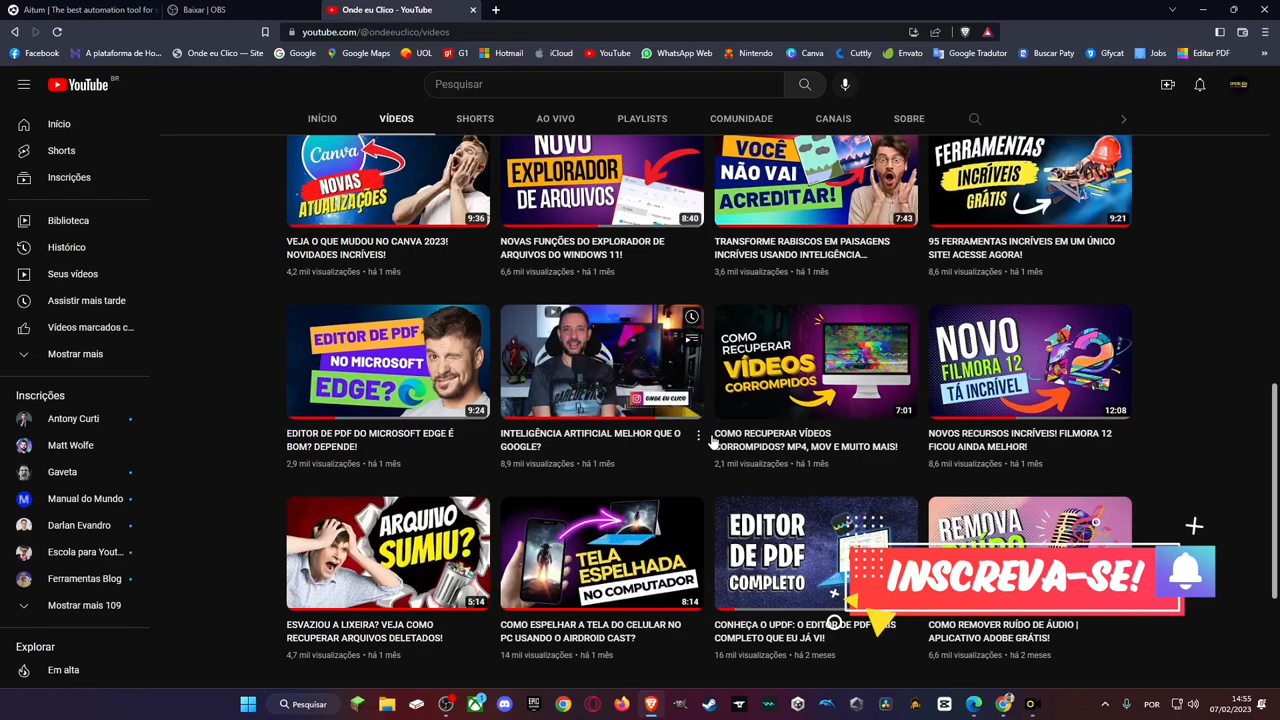 Aitum | The best automation tool for s
Baixar | OBS
Onde eu Clico - YouTube
youtube.com/@ondeeuclico/videos
Facebook
A plataforma de Ho...
Onde eu Clico — Site
Google
Google Maps
UOL
G1
Hotmail
iCloud
YouTube
WhatsApp Web
Nintendo
Canva
Cuttly
Envato
Google Tradutor
Buscar Paty
Gfycat
Jobs
Editar PDF
YouTube BR
Pesquisar
ONDE EU
INÍCIO
VÍDEOS
SHORTS
AO VIVO
PLAYLISTS
COMUNIDADE
CANAIS
SOBRE
Início
Shorts
Inscrições
Biblioteca
Histórico
Seus vídeos
Assistir mais tarde
Vídeos marcados c...
Mostrar mais
Inscrições
Antony Curti
Matt Wolfe
Gaveta
Manual do Mundo
Darlan Evandro
Escola para Yout...
Ferramentas Blog
Mostrar mais 109
Explorar
Em alta
Canva
NOVAS
ATUALIZAÇÕES
9:36
VEJA O QUE MUDOU NO CANVA 2023!
NOVIDADES INCRÍVEIS!
4,2 mil visualizações • há 1 mês
NOVO
EXPLORADOR
DE ARQUIVOS
8:40
NOVAS FUNÇÕES DO EXPLORADOR DE
ARQUIVOS DO WINDOWS 11!
6,6 mil visualizações • há 1 mês
VOCÊ
NÃO VAI
ACREDITAR!
7:43
TRANSFORME RABISCOS EM PAISAGENS
INCRÍVEIS USANDO INTELIGÊNCIA...
3,6 mil visualizações • há 1 mês
FERRAMENTAS
INCRÍVEIS
GRÁTIS
9:21
95 FERRAMENTAS INCRÍVEIS EM UM ÚNICO
SITE! ACESSE AGORA!
8,6 mil visualizações • há 1 mês
EDITOR DE PDF
NO MICROSOFT
EDGE?
9:24
EDITOR DE PDF DO MICROSOFT EDGE É
BOM? DEPENDE!
2,9 mil visualizações • há 1 mês
DAREDEVIL
ONDE EU CLICO
INTELIGÊNCIA ARTIFICIAL MELHOR QUE O
GOOGLE?
8,9 mil visualizações • há 1 mês
COMO
RECUPERAR
VÍDEOS
CORROMPIDOS
7:01
COMO RECUPERAR VÍDEOS
CORROMPIDOS? MP4, MOV E MUITO MAIS!
2,1 mil visualizações • há 1 mês
NOVO
FILMORA 12
TÁ INCRÍVEL
12:08
NOVOS RECURSOS INCRÍVEIS! FILMORA 12
FICOU AINDA MELHOR!
8,6 mil visualizações • há 1 mês
ARQUIVO
SUMIU?
5:14
ESVAZIOU A LIXEIRA? VEJA COMO
RECUPERAR ARQUIVOS DELETADOS!
4,7 mil visualizações • há 1 mês
TELA
ESPELHADA
NO COMPUTADOR
8:14
COMO ESPELHAR A TELA DO CELULAR NO
PC USANDO O AIRDROID CAST?
14 mil visualizações • há 1 mês
EDITOR
DE PDF
COMPLETO
CONHEÇA O UPDF: O EDITOR DE PDF MAIS
COMPLETO QUE EU JÁ VI!
16 mil visualizações • há 2 meses
REMOVA
RUÍDO
COMO REMOVER RUÍDO DE ÁUDIO |
APLICATIVO ADOBE GRÁTIS!
6,6 mil visualizações • há 2 meses
INSCREVA-SE!
Pesquisar
POR
14:55
07/02/2023